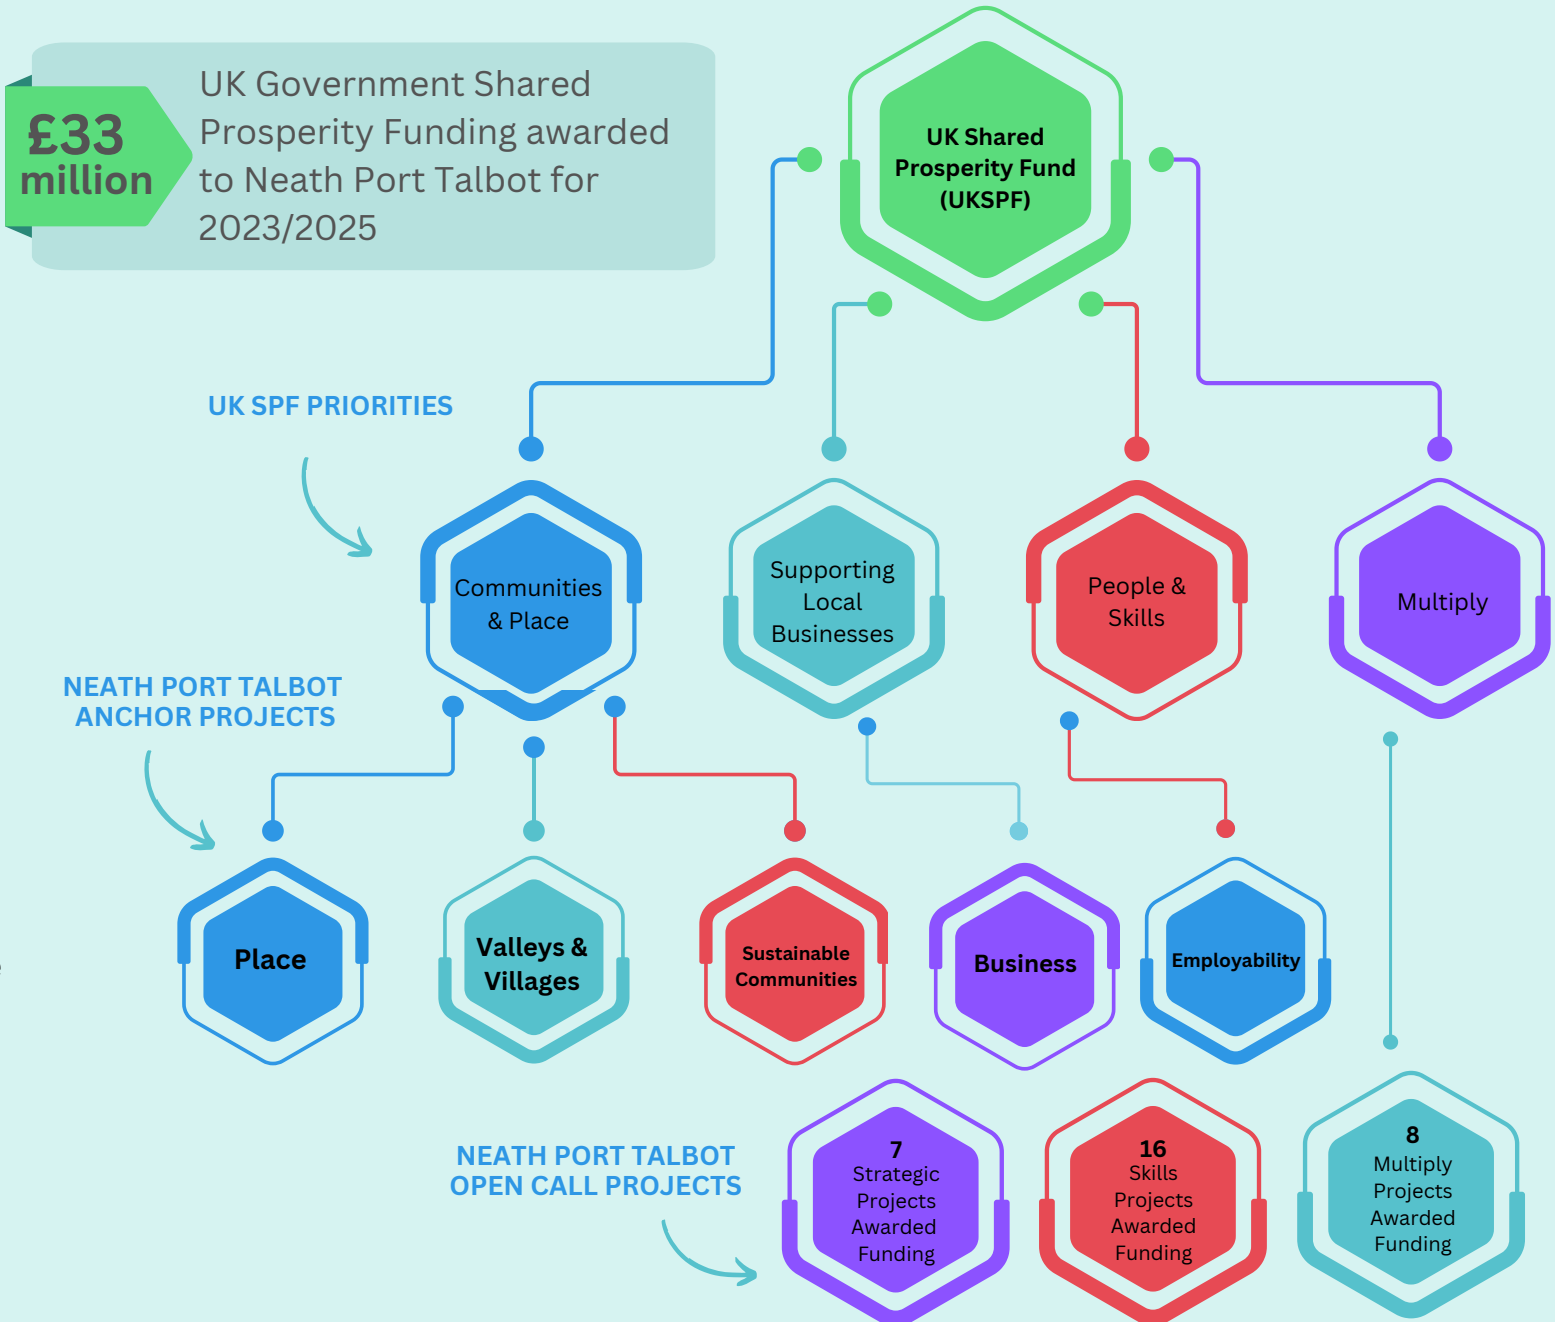 £33
million
UK Government Shared
Prosperity Funding awarded
to Neath Port Talbot for
2023/2025
UK Shared
Prosperity Fund
(UKSPF)
UK SPF PRIORITIES
Communities
& Place
Supporting
Local
Businesses
People &
Skills
Multiply
NEATH PORT TALBOT
ANCHOR PROJECTS
Place
Valleys &
Villages
Sustainable
Communities
Business
Employability
NEATH PORT TALBOT
OPEN CALL PROJECTS
7
Strategic
Projects
Awarded
Funding
16
Skills
Projects
Awarded
Funding
8
Multiply
Projects
Awarded
Funding